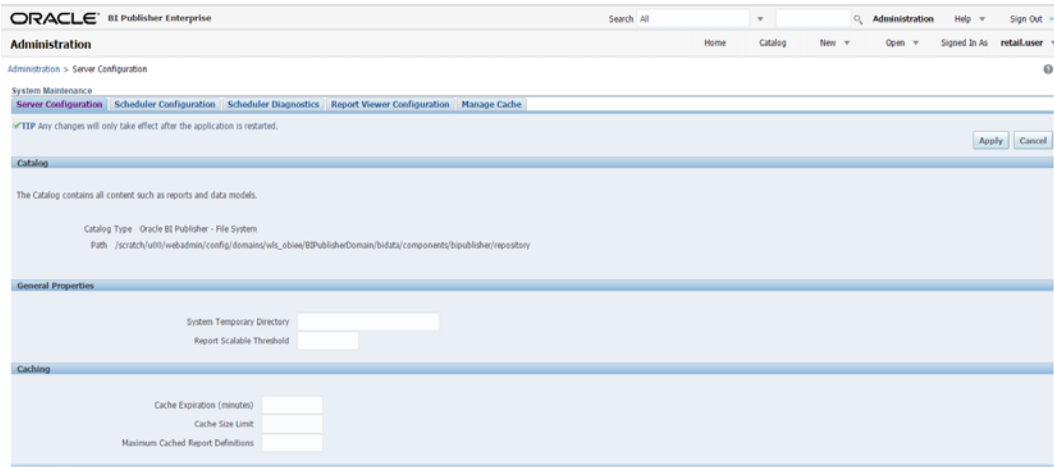 ORACLE BI Publisher Enterprise Search All Administration Help Sign Out
Administration Home Catalog New Open Signed In As retail.user
Administration > Server Configuration
System Maintenance
Server Configuration Scheduler Configuration Scheduler Diagnostics Report Viewer Configuration Manage Cache
TIP Any changes will only take effect after the application is restarted.
Apply Cancel
Catalog
The Catalog contains all content such as reports and data models.
Catalog Type Oracle BI Publisher - File System
Path /scratch/u00/webadmin/config/domains/wls_obiee/BIPublisherDomain/bidata/components/bipublisher/repository
General Properties
System Temporary Directory
Report Scalable Threshold
Caching
Cache Expiration (minutes)
Cache Size Limit
Maximum Cached Report Definitions